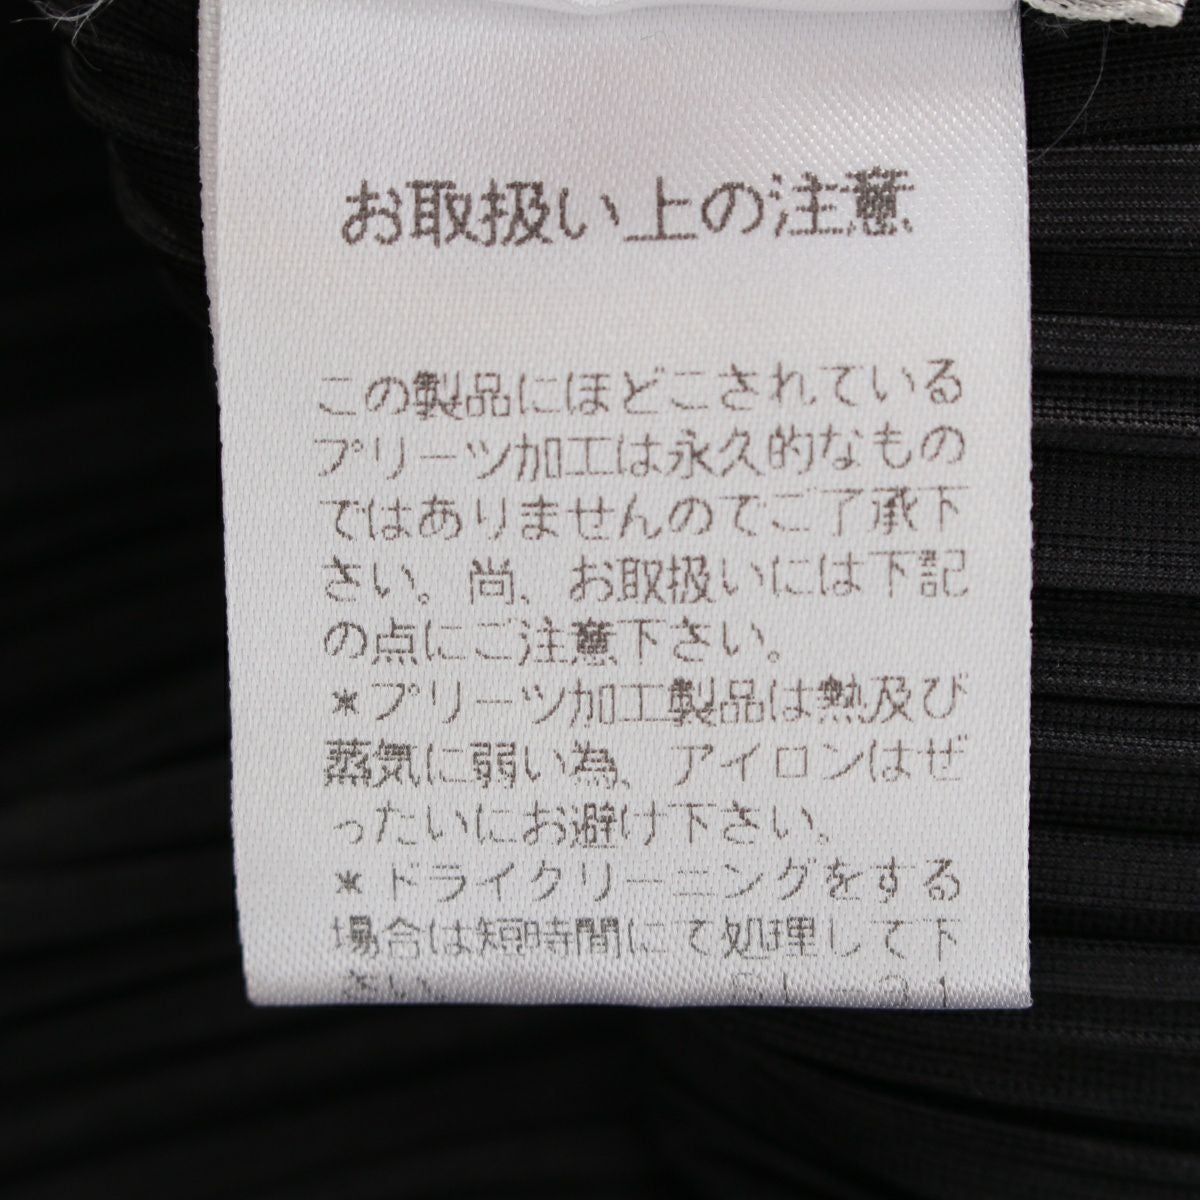 お取扱い上の注意
この製品にほどこされている
プリーツ加工は永久的なもの
ではありませんのでご了承下
さい。尚、お取扱いには下記
の点にご注意下さい。
*プリーツ加工製品は熱及び
蒸気に弱い為、アイロンはぜ
ったいにお避け下さい。
*ドライクリーニングをする
場合は短時間にて処理して下
さい